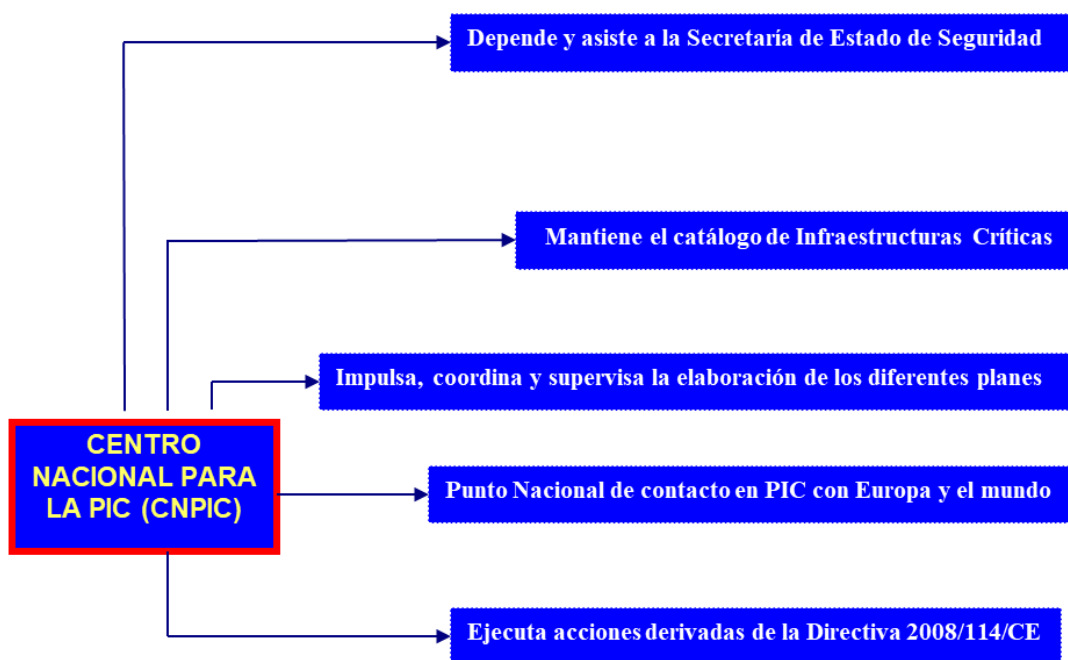 Depende y asiste a la Secretaría de Estado de Seguridad
Mantiene el catálogo de Infraestructuras Críticas
Impulsa, coordina y supervisa la elaboración de los diferentes planes
CENTRO
NACIONAL PARA
LA PIC (CNPIC)
Punto Nacional de contacto en PIC con Europa y el mundo
Ejecuta acciones derivadas de la Directiva 2008/114/CE